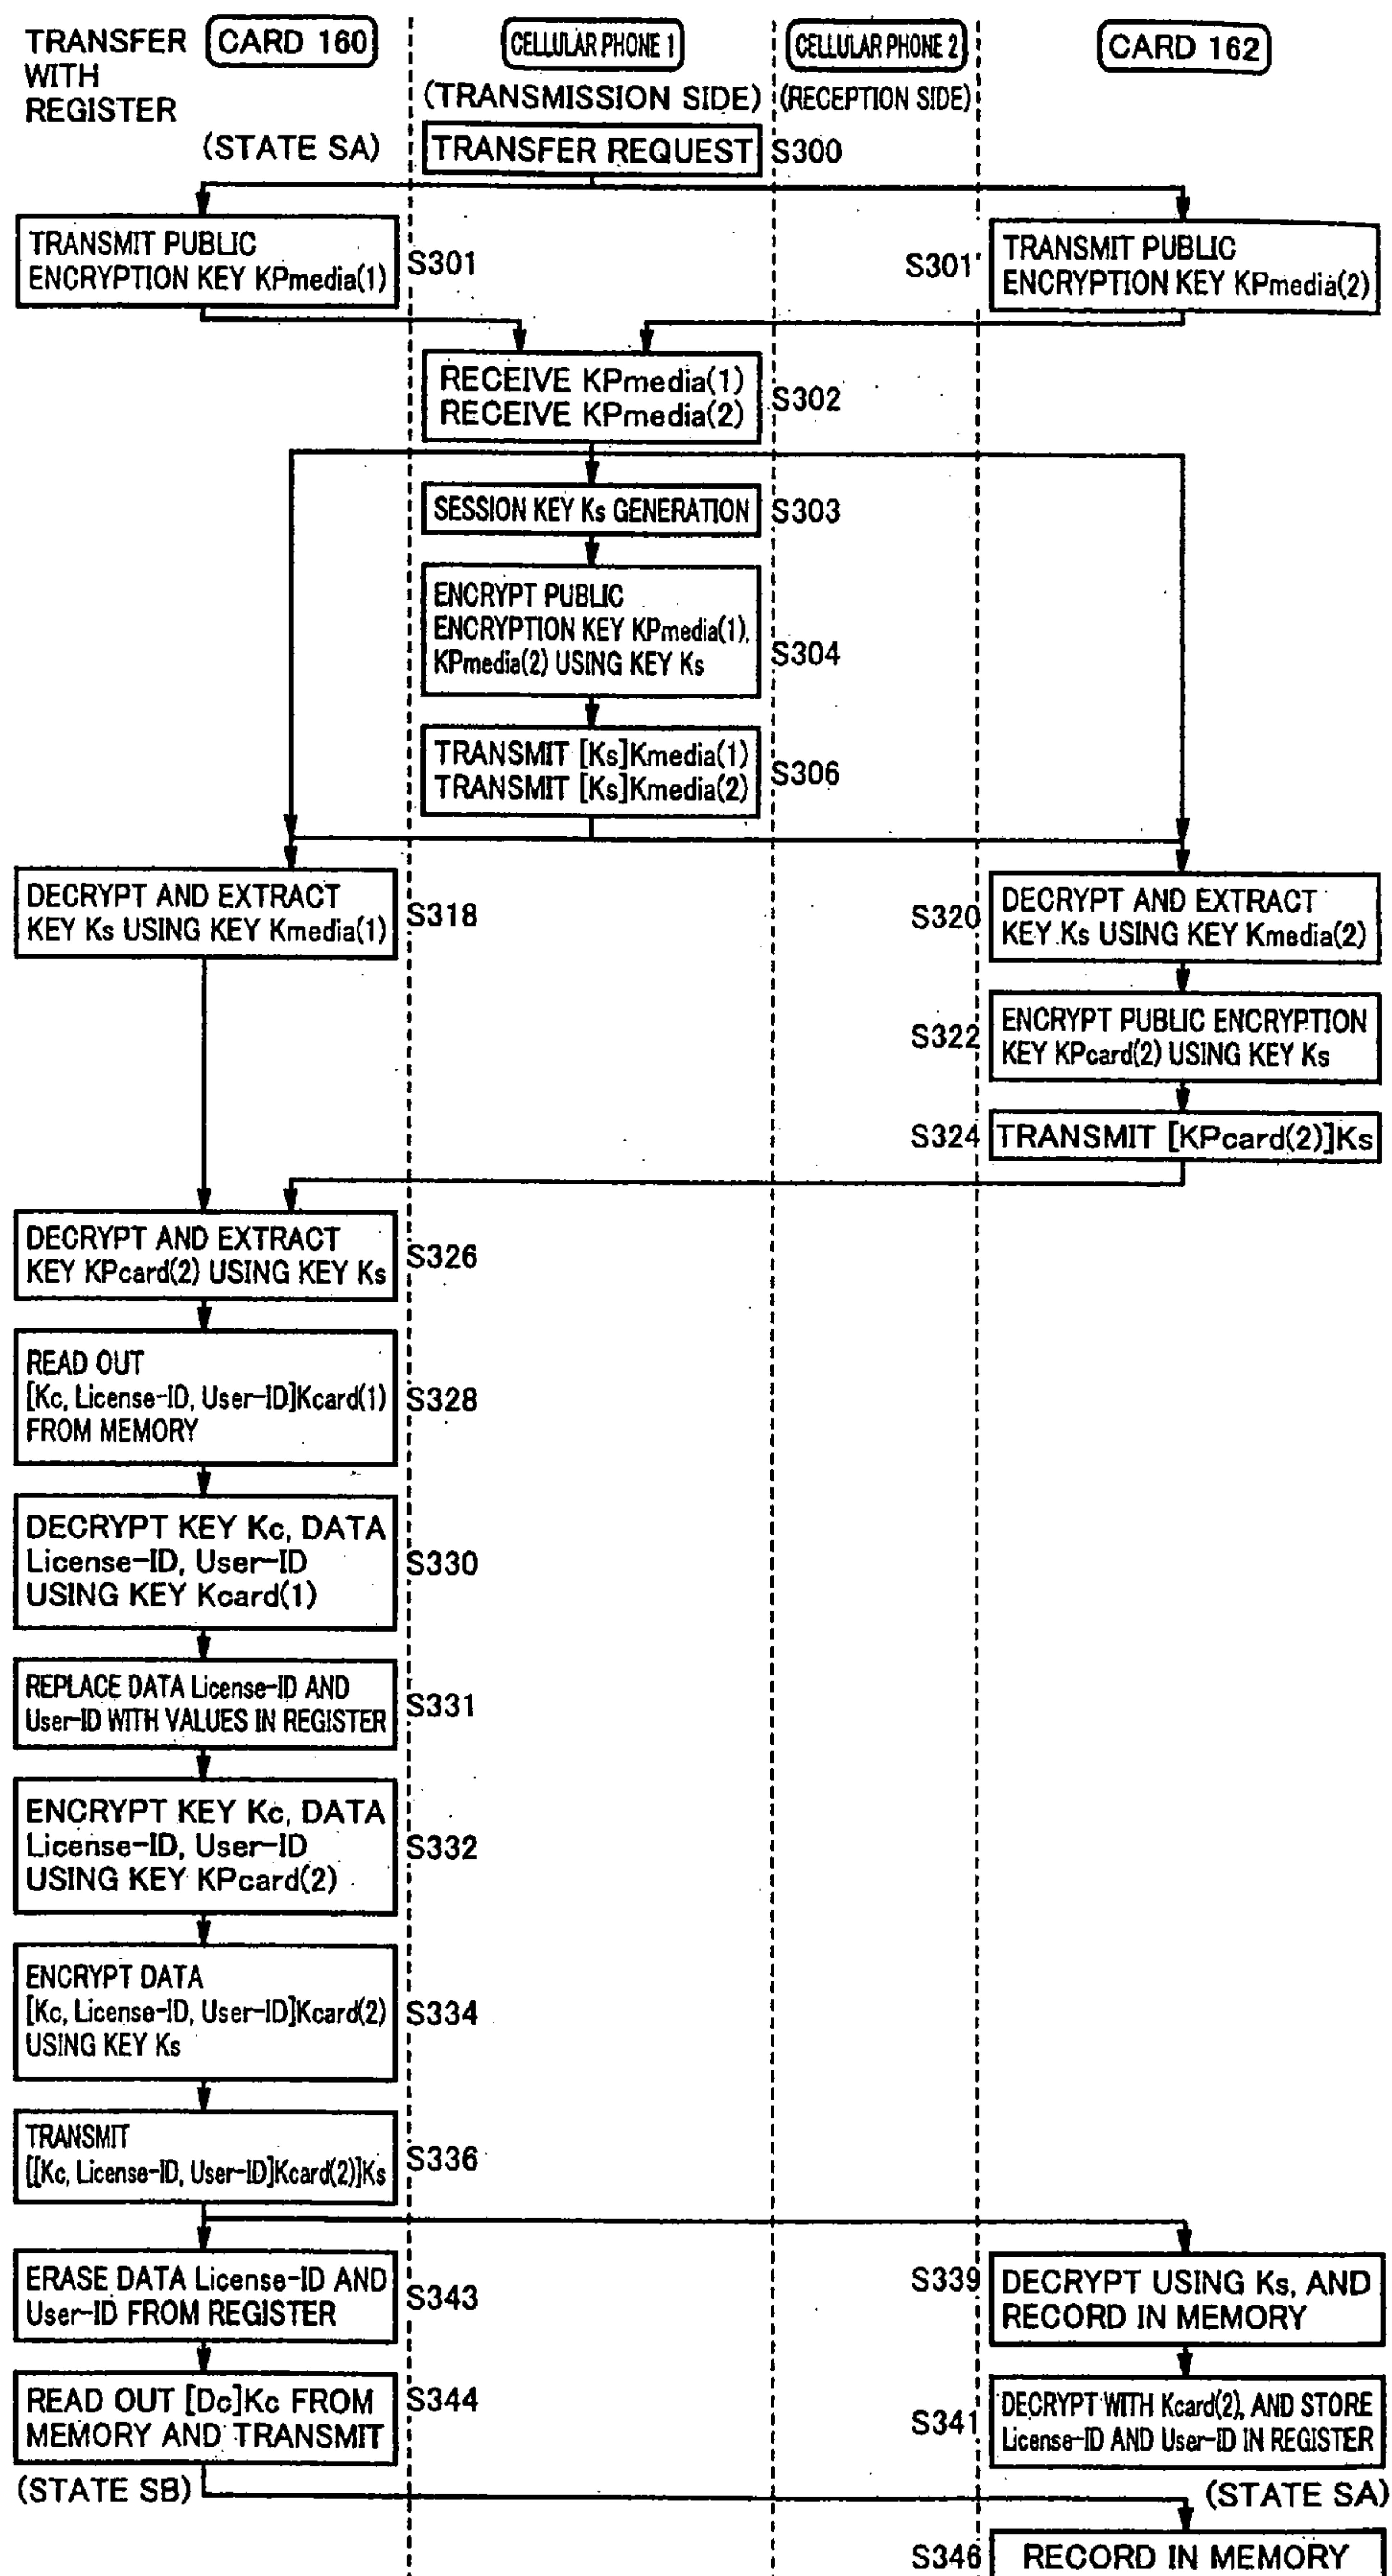 TRANSFER WITH REGISTER
CARD 160
CELLULAR PHONE 1
CELLULAR PHONE 2
CARD 162
(TRANSMISSION SIDE)
(RECEPTION SIDE)
(STATE SA)
TRANSFER REQUEST
S300
TRANSMIT PUBLIC
ENCRYPTION KEY KPmedia(1)
S301
S301'
TRANSMIT PUBLIC
ENCRYPTION KEY KPmedia(2)
RECEIVE KPmedia(1)
RECEIVE KPmedia(2)
S302
SESSION KEY Ks GENERATION
S303
ENCRYPT PUBLIC
ENCRYPTION KEY KPmedia(1),
KPmedia(2) USING KEY Ks
S304
TRANSMIT [Ks]Kmedia(1)
TRANSMIT [Ks]Kmedia(2)
S306
DECRYPT AND EXTRACT
KEY Ks USING KEY Kmedia(1)
S318
S320
DECRYPT AND EXTRACT
KEY Ks USING KEY Kmedia(2)
S322
ENCRYPT PUBLIC ENCRYPTION
KEY KPcard(2) USING KEY Ks
S324
TRANSMIT [KPcard(2)]Ks
DECRYPT AND EXTRACT
KEY KPcard(2) USING KEY Ks
S326
READ OUT
[Kc, License-ID, User-ID]Kcard(1)
FROM MEMORY
S328
DECRYPT KEY Kc, DATA
License-ID, User-ID
USING KEY Kcard(1)
S330
REPLACE DATA License-ID AND
User-ID WITH VALUES IN REGISTER
S331
ENCRYPT KEY Kc, DATA
License-ID, User-ID
USING KEY KPcard(2)
S332
ENCRYPT DATA
[Kc, License-ID, User-ID]Kcard(2)
USING KEY Ks
S334
TRANSMIT
[[Kc, License-ID, User-ID]Kcard(2)]Ks
S336
ERASE DATA License-ID AND
User-ID FROM REGISTER
S343
S339
DECRYPT USING Ks, AND
RECORD IN MEMORY
READ OUT [Dc]Kc FROM
MEMORY AND TRANSMIT
S344
S341
DECRYPT WITH Kcard(2), AND STORE
License-ID AND User-ID IN REGISTER
(STATE SB)
(STATE SA)
S346
RECORD IN MEMORY